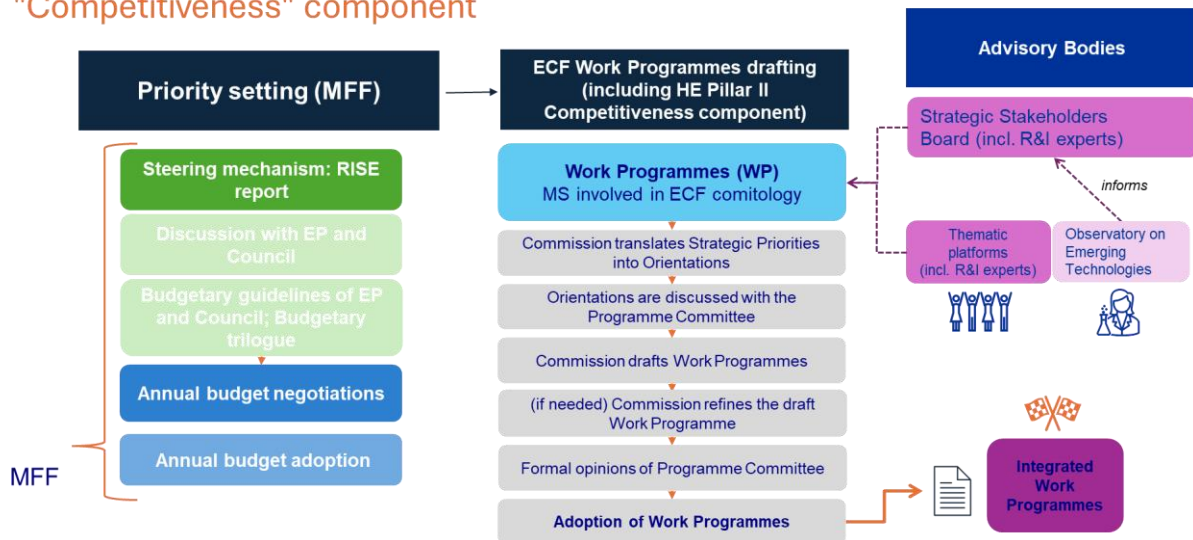 "Competitiveness" component
Priority setting (MFF)
Steering mechanism: RISE
report
Discussion with EP and
Council
Budgetary guidelines of EP
and Council; Budgetary
trilogue
Annual budget negotiations
Annual budget adoption
MFF
ECF Work Programmes drafting
(including HE Pillar II
Competitiveness component)
Work Programmes (WP)
MS involved in ECF comitology
Commission translates Strategic Priorities
into Orientations
Orientations are discussed with the
Programme Committee
Commission drafts Work Programmes
(if needed) Commission refines the draft
Work Programme
Formal opinions of Programme Committee
Adoption of Work Programmes
Advisory Bodies
Strategic Stakeholders
Board (incl. R&I experts)
informs
Thematic
platforms
(incl. R&I experts)
Observatory on
Emerging
Technologies
Integrated
Work
Programmes